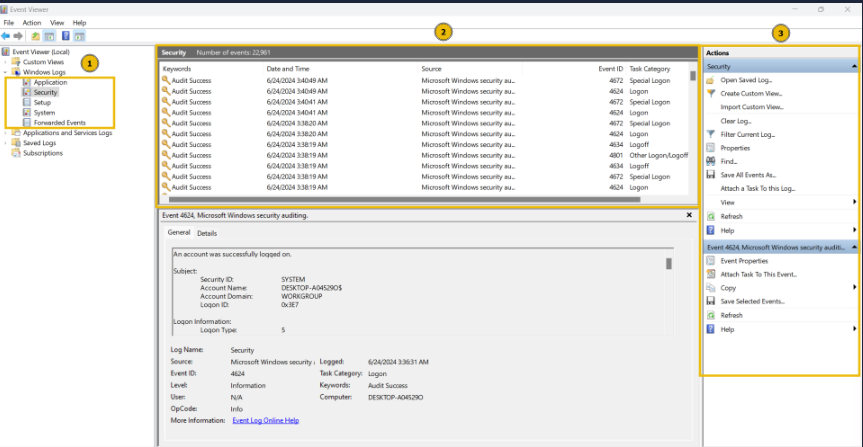 Event Viewer
File Action View Help
Event Viewer (Local)
Custom Views
Windows Logs
Application
Security
Setup
System
Forwarded Events
Applications and Services Logs
Saved Logs
Subscriptions
1
2
3
Security Number of events: 22,961
Keywords Date and Time Source Event ID Task Category
Audit Success 6/24/2024 3:40:49 AM Microsoft Windows security au... 4672 Special Logon
Audit Success 6/24/2024 3:40:49 AM Microsoft Windows security au... 4624 Logon
Audit Success 6/24/2024 3:40:41 AM Microsoft Windows security au... 4672 Special Logon
Audit Success 6/24/2024 3:40:41 AM Microsoft Windows security au... 4624 Logon
Audit Success 6/24/2024 3:38:20 AM Microsoft Windows security au... 4672 Special Logon
Audit Success 6/24/2024 3:38:20 AM Microsoft Windows security au... 4624 Logon
Audit Success 6/24/2024 3:38:19 AM Microsoft Windows security au... 4634 Logoff
Audit Success 6/24/2024 3:38:19 AM Microsoft Windows security au... 4801 Other Logon/Logoff
Audit Success 6/24/2024 3:38:19 AM Microsoft Windows security au... 4634 Logoff
Audit Success 6/24/2024 3:38:19 AM Microsoft Windows security au... 4672 Special Logon
Audit Success 6/24/2024 3:38:19 AM Microsoft Windows security au... 4624 Logon
Event 4624, Microsoft Windows security auditing.
General Details
An account was successfully logged on.
Subject:
Security ID: SYSTEM
Account Name: DESKTOP-A04529O$
Account Domain: WORKGROUP
Logon ID: 0x3E7
Logon Information:
Logon Type: 5
Log Name: Security
Source: Microsoft Windows security Logged: 6/24/2024 3:36:31 AM
Event ID: 4624 Task Category: Logon
Level: Information Keywords: Audit Success
User: N/A Computer: DESKTOP-A04529O
OpCode: Info
More Information: Event Log Online Help
Actions
Security
Open Saved Log...
Create Custom View...
Import Custom View...
Clear Log...
Filter Current Log...
Properties
Find...
Save All Events As...
Attach a Task To this Log...
View
Refresh
Help
Event 4624, Microsoft Windows security auditi...
Event Properties
Attach Task To This Event...
Copy
Save Selected Events...
Refresh
Help